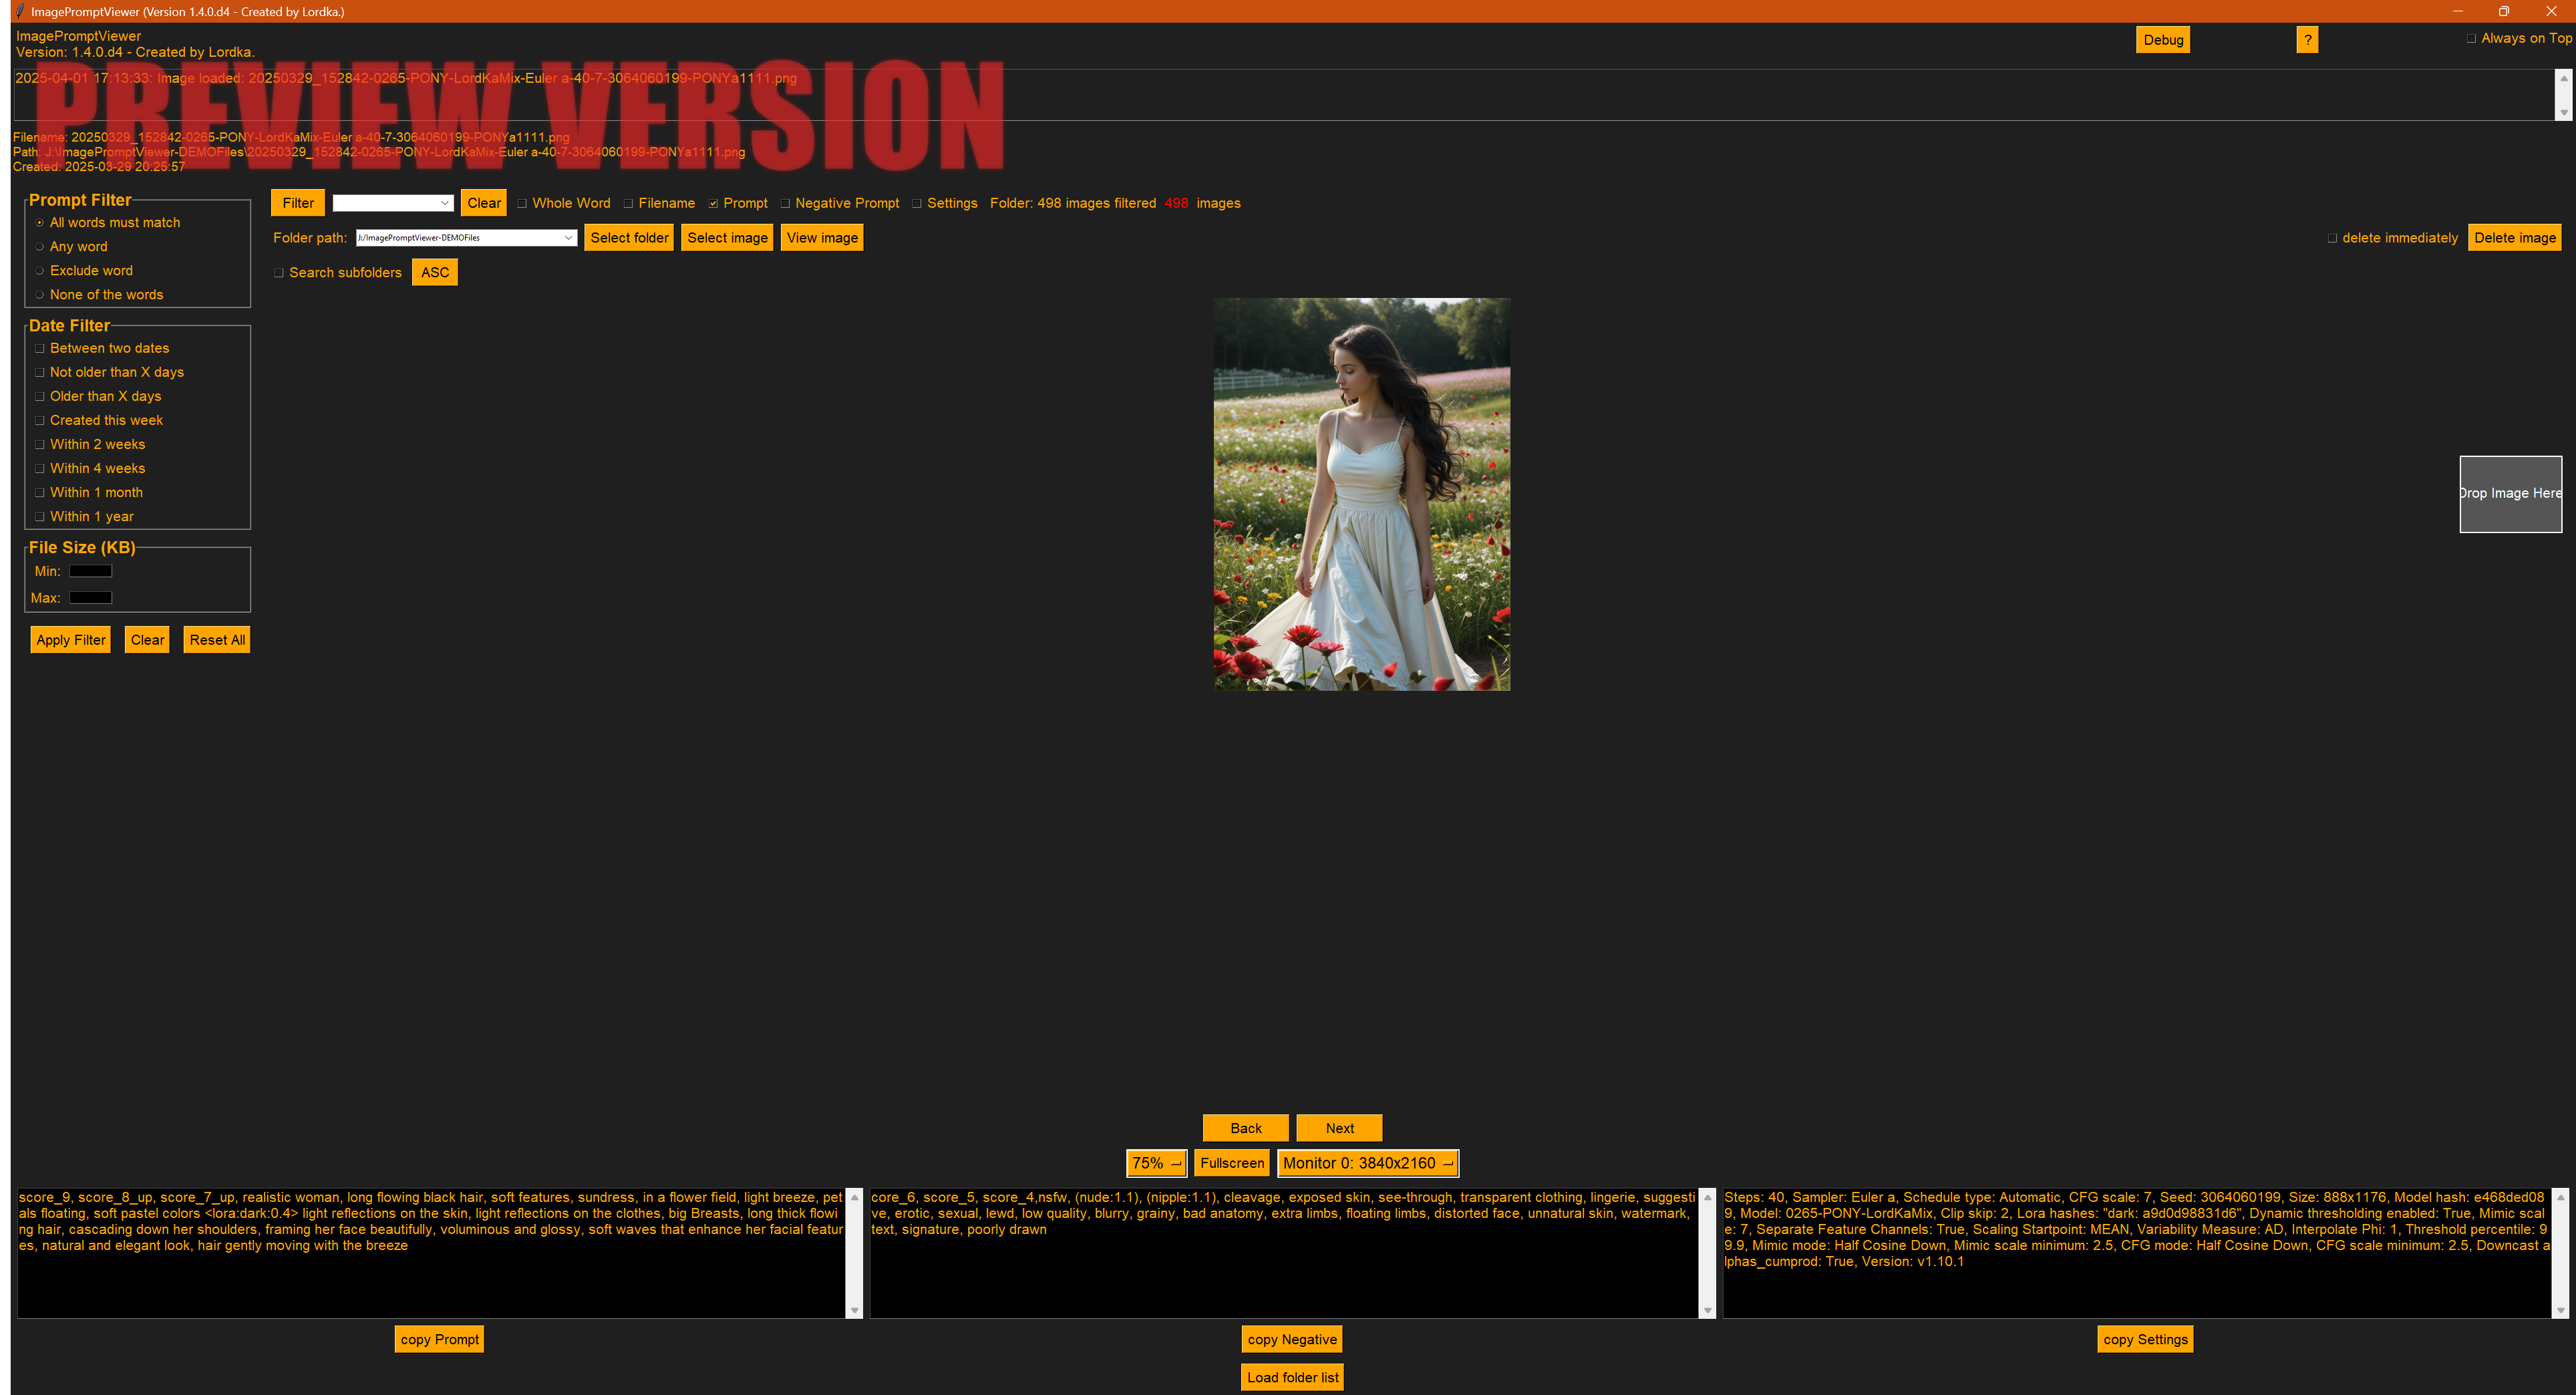 ImagePromptViewer (Version 1.4.0.d4 - Created by Lordka.)
ImagePromptViewer
Version: 1.4.0.d4 - Created by Lordka.
Debug
?
Always on Top
PREVIEW VERSION
2025-04-01 17:13:33: Image loaded: 20250329_152842-0265-PONY-LordKaMix-Euler a-40-7-3064060199-PONYa1111.png
Filename: 20250329_152842-0265-PONY-LordKaMix-Euler a-40-7-3064060199-PONYa1111.png
Path: J:\ImagePromptViewer-DEMOFiles\20250329_152842-0265-PONY-LordKaMix-Euler a-40-7-3064060199-PONYa1111.png
Created: 2025-03-29 20:25:57
Filter Clear Whole Word Filename Prompt Negative Prompt Settings Folder: 498 images filtered 498 images
Folder path: J:/ImagePromptViewer-DEMOFiles Select folder Select image View image delete immediately Delete image
Search subfolders ASC
Prompt Filter
All words must match
Any word
Exclude word
None of the words
Date Filter
Between two dates
Not older than X days
Older than X days
Created this week
Within 2 weeks
Within 4 weeks
Within 1 month
Within 1 year
File Size (KB)
Min:
Max:
Apply Filter Clear Reset All
Drop Image Here
Back Next
75% Fullscreen Monitor 0: 3840x2160
score_9, score_8_up, score_7_up, realistic woman, long flowing black hair, soft features, sundress, in a flower field, light breeze, pet
als floating, soft pastel colors <lora:dark:0.4> light reflections on the skin, light reflections on the clothes, big Breasts, long thick flowi
ng hair, cascading down her shoulders, framing her face beautifully, voluminous and glossy, soft waves that enhance her facial featur
es, natural and elegant look, hair gently moving with the breeze
copy Prompt
core_6, score_5, score_4,nsfw, (nude:1.1), (nipple:1.1), cleavage, exposed skin, see-through, transparent clothing, lingerie, suggesti
ve, erotic, sexual, lewd, low quality, blurry, grainy, bad anatomy, extra limbs, floating limbs, distorted face, unnatural skin, watermark,
text, signature, poorly drawn
copy Negative
Steps: 40, Sampler: Euler a, Schedule type: Automatic, CFG scale: 7, Seed: 3064060199, Size: 888x1176, Model hash: e468ded08
9, Model: 0265-PONY-LordKaMix, Clip skip: 2, Lora hashes: "dark: a9d0d98831d6", Dynamic thresholding enabled: True, Mimic scal
e: 7, Separate Feature Channels: True, Scaling Startpoint: MEAN, Variability Measure: AD, Interpolate Phi: 1, Threshold percentile: 9
9.9, Mimic mode: Half Cosine Down, Mimic scale minimum: 2.5, CFG mode: Half Cosine Down, CFG scale minimum: 2.5, Downcast a
lphas_cumprod: True, Version: v1.10.1
copy Settings
Load folder list